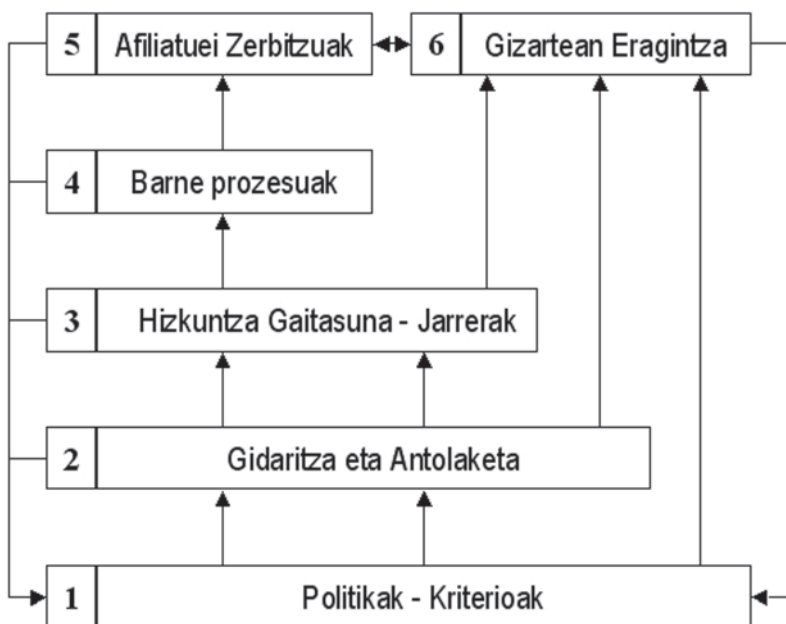 5 Afiliatuei Zerbitzuak
6 Gizartean Eragintza
4 Barne prozesuak
3 Hizkuntza Gaitasuna - Jarrerak
2 Gidaritza eta Antolaketa
1 Politikak - Kriterioak